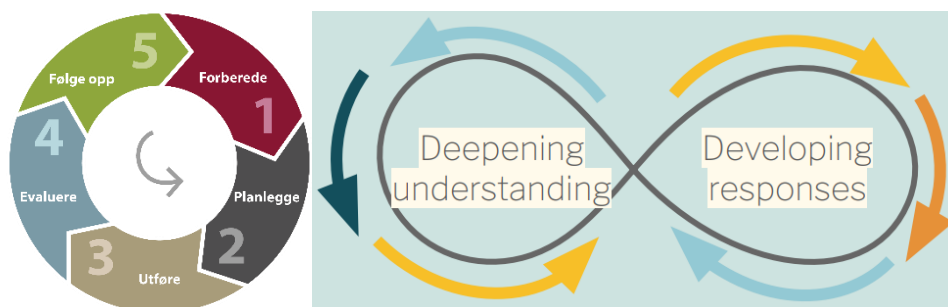 1
Forberede
2
Planlegge
3
Utføre
4
Evaluere
5
Følge opp
Deepening
understanding
Developing
responses